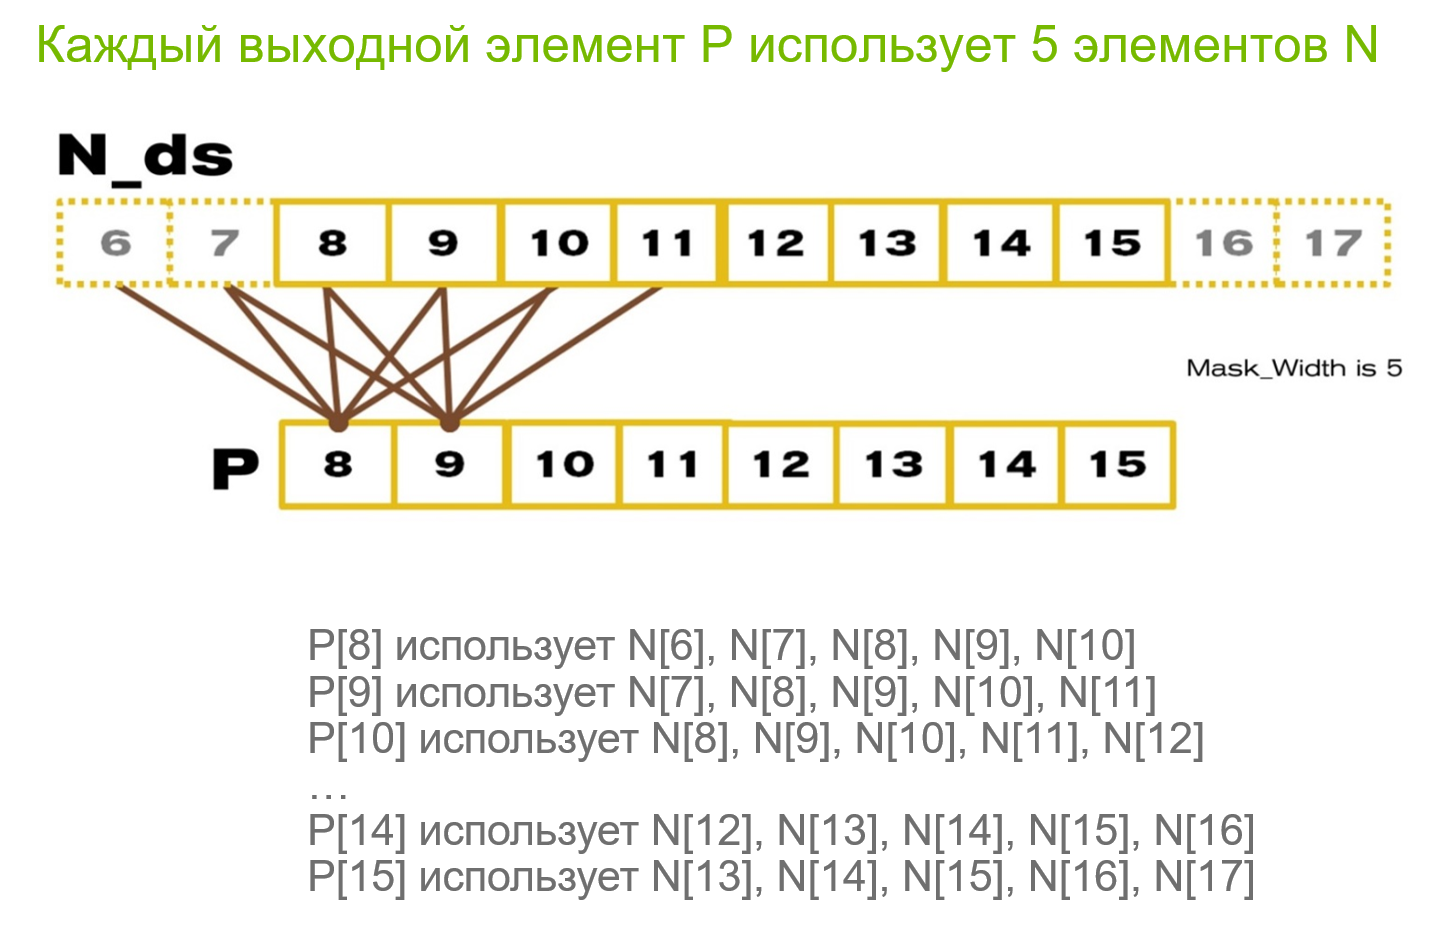 Каждый выходной элемент P использует 5 элементов N
N_ds
6 7 8 9 10 11 12 13 14 15 16 17
Mask_Width is 5
P 8 9 10 11 12 13 14 15
P[8] использует N[6], N[7], N[8], N[9], N[10]
P[9] использует N[7], N[8], N[9], N[10], N[11]
P[10] использует N[8], N[9], N[10], N[11], N[12]
…
P[14] использует N[12], N[13], N[14], N[15], N[16]
P[15] использует N[13], N[14], N[15], N[16], N[17]